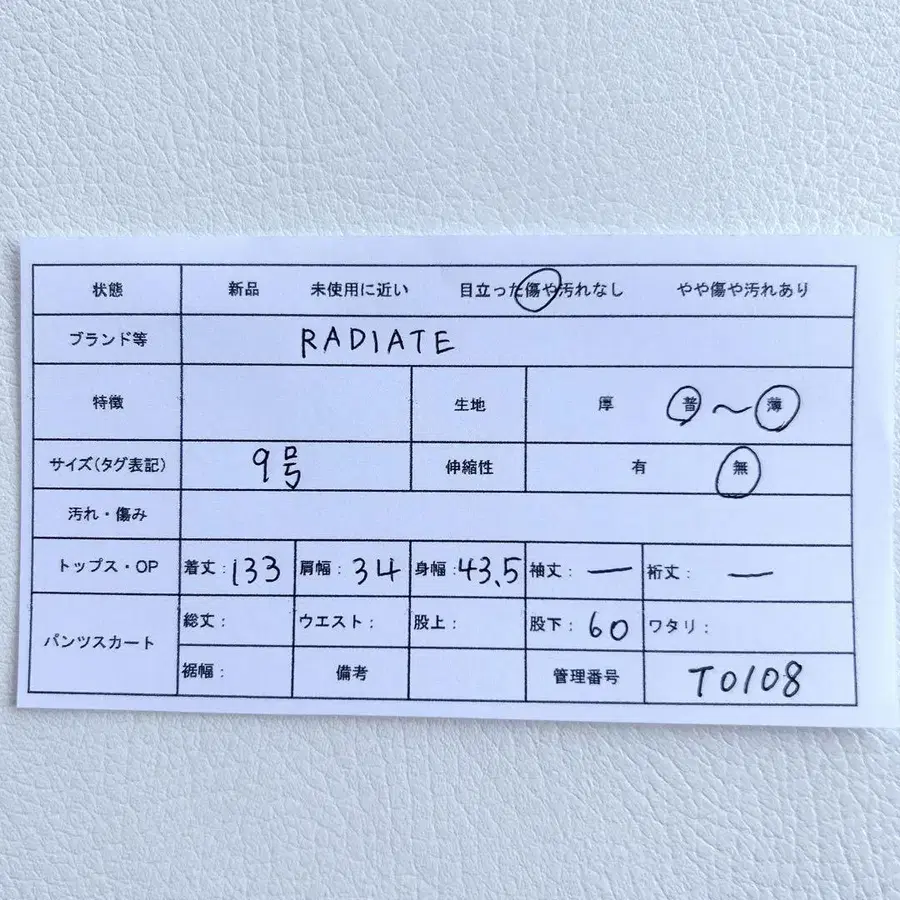 状態 新品 未使用に近い 目立った傷や汚れなし やや傷や汚れあり
ブランド等 RADIATE
特徴 生地 厚 普 〜 薄
サイズ(タグ表記) 9号 伸縮性 有 無
汚れ・傷み
トップス・OP 着丈:133 肩幅:34 身幅:43.5 袖丈:ー 裄丈:ー
パンツスカート 総丈: ウエスト: 股上: 股下:60 ワタリ:
裾幅: 備考 管理番号 T0108